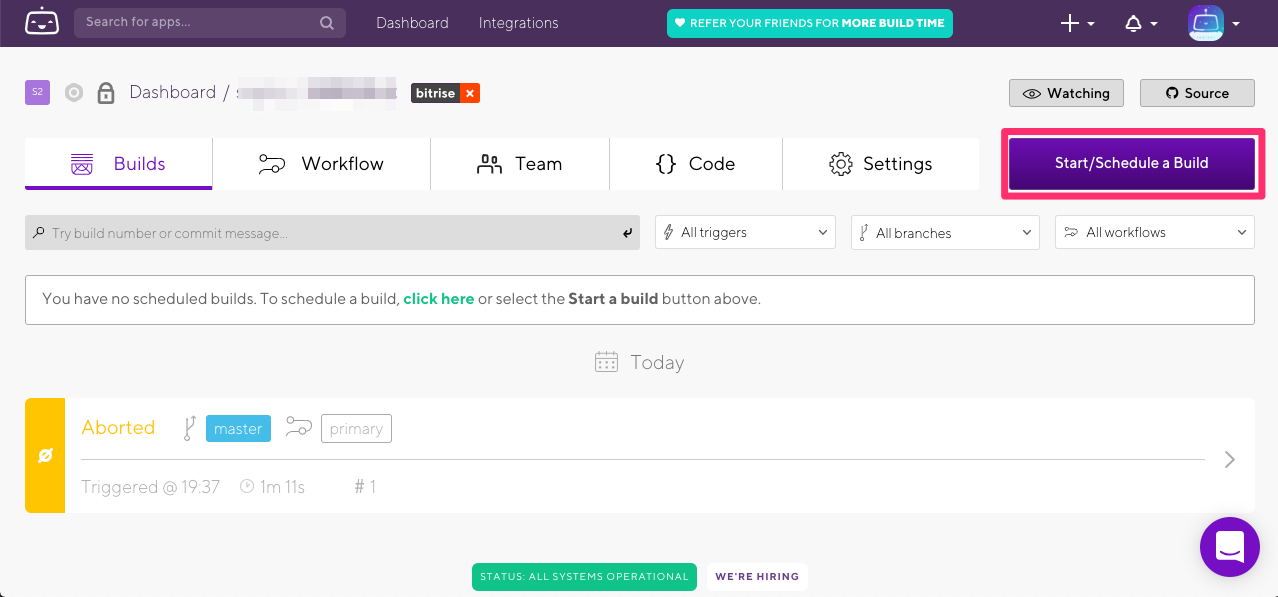 Search for apps... Dashboard Integrations REFER YOUR FRIENDS FOR MORE BUILD TIME
S2 Dashboard / bitrise × Watching Source
Builds Workflow Team Code Settings Start/Schedule a Build
Try build number or commit message... All triggers All branches All workflows
You have no scheduled builds. To schedule a build, click here or select the Start a build button above.
Today
Aborted master primary
Triggered @ 19:37 1m 11s # 1
STATUS: ALL SYSTEMS OPERATIONAL WE'RE HIRING